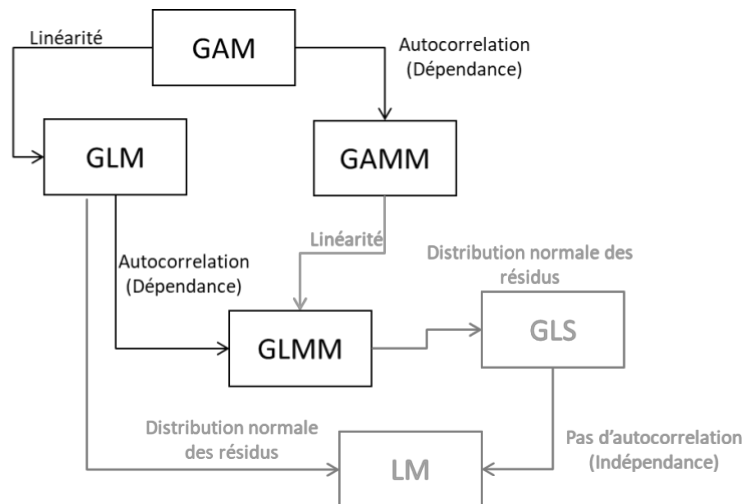 Linéarité
GAM
Autocorrelation
(Dépendance)
GLM
GAMM
Linéarité
Autocorrelation
(Dépendance)
Distribution normale des
résidus
GLMM
GLS
Distribution normale
des résidus
LM
Pas d’autocorrelation
(Indépendance)